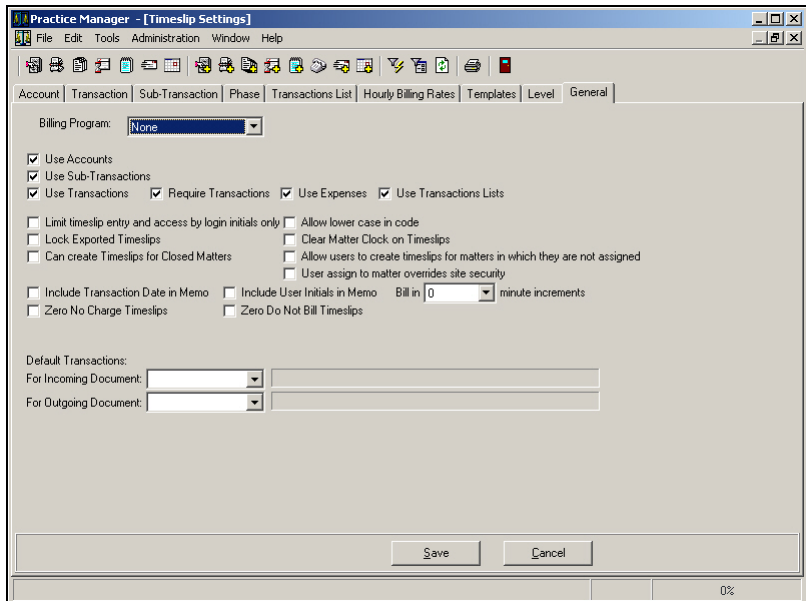 Practice Manager - [Timeslip Settings]
File Edit Tools Administration Window Help
Account Transaction Sub-Transaction Phase Transactions List Hourly Billing Rates Templates Level General
Billing Program: None
Use Accounts
Use Sub-Transactions
Use Transactions Require Transactions Use Expenses Use Transactions Lists
Limit timeslip entry and access by login initials only Allow lower case in code
Lock Exported Timeslips Clear Matter Clock on Timeslips
Can create Timeslips for Closed Matters Allow users to create timeslips for matters in which they are not assigned
User assign to matter overrides site security
Include Transaction Date in Memo Include User Initials in Memo Bill in 0 minute increments
Zero No Charge Timeslips Zero Do Not Bill Timeslips
Default Transactions:
For Incoming Document:
For Outgoing Document:
Save Cancel
0%